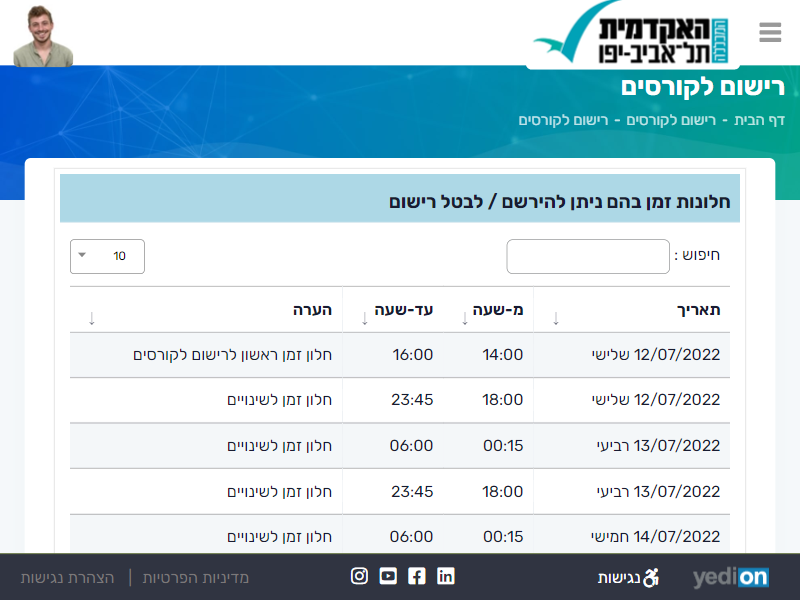 המכללה האקדמית
תל־אביב-יפו
רישום לקורסים
דף הבית - רישום לקורסים - רישום לקורסים
חלונות זמן בהם ניתן להירשם / לבטל רישום
חיפוש :
10
תאריך מ-שעה עד-שעה הערה
12/07/2022 שלישי 14:00 16:00 חלון זמן ראשון לרישום לקורסים
12/07/2022 שלישי 18:00 23:45 חלון זמן לשינויים
13/07/2022 רביעי 00:15 06:00 חלון זמן לשינויים
13/07/2022 רביעי 18:00 23:45 חלון זמן לשינויים
14/07/2022 חמישי 00:15 06:00 חלון זמן לשינויים
yedion נגישות מדיניות הפרטיות | הצהרת נגישות